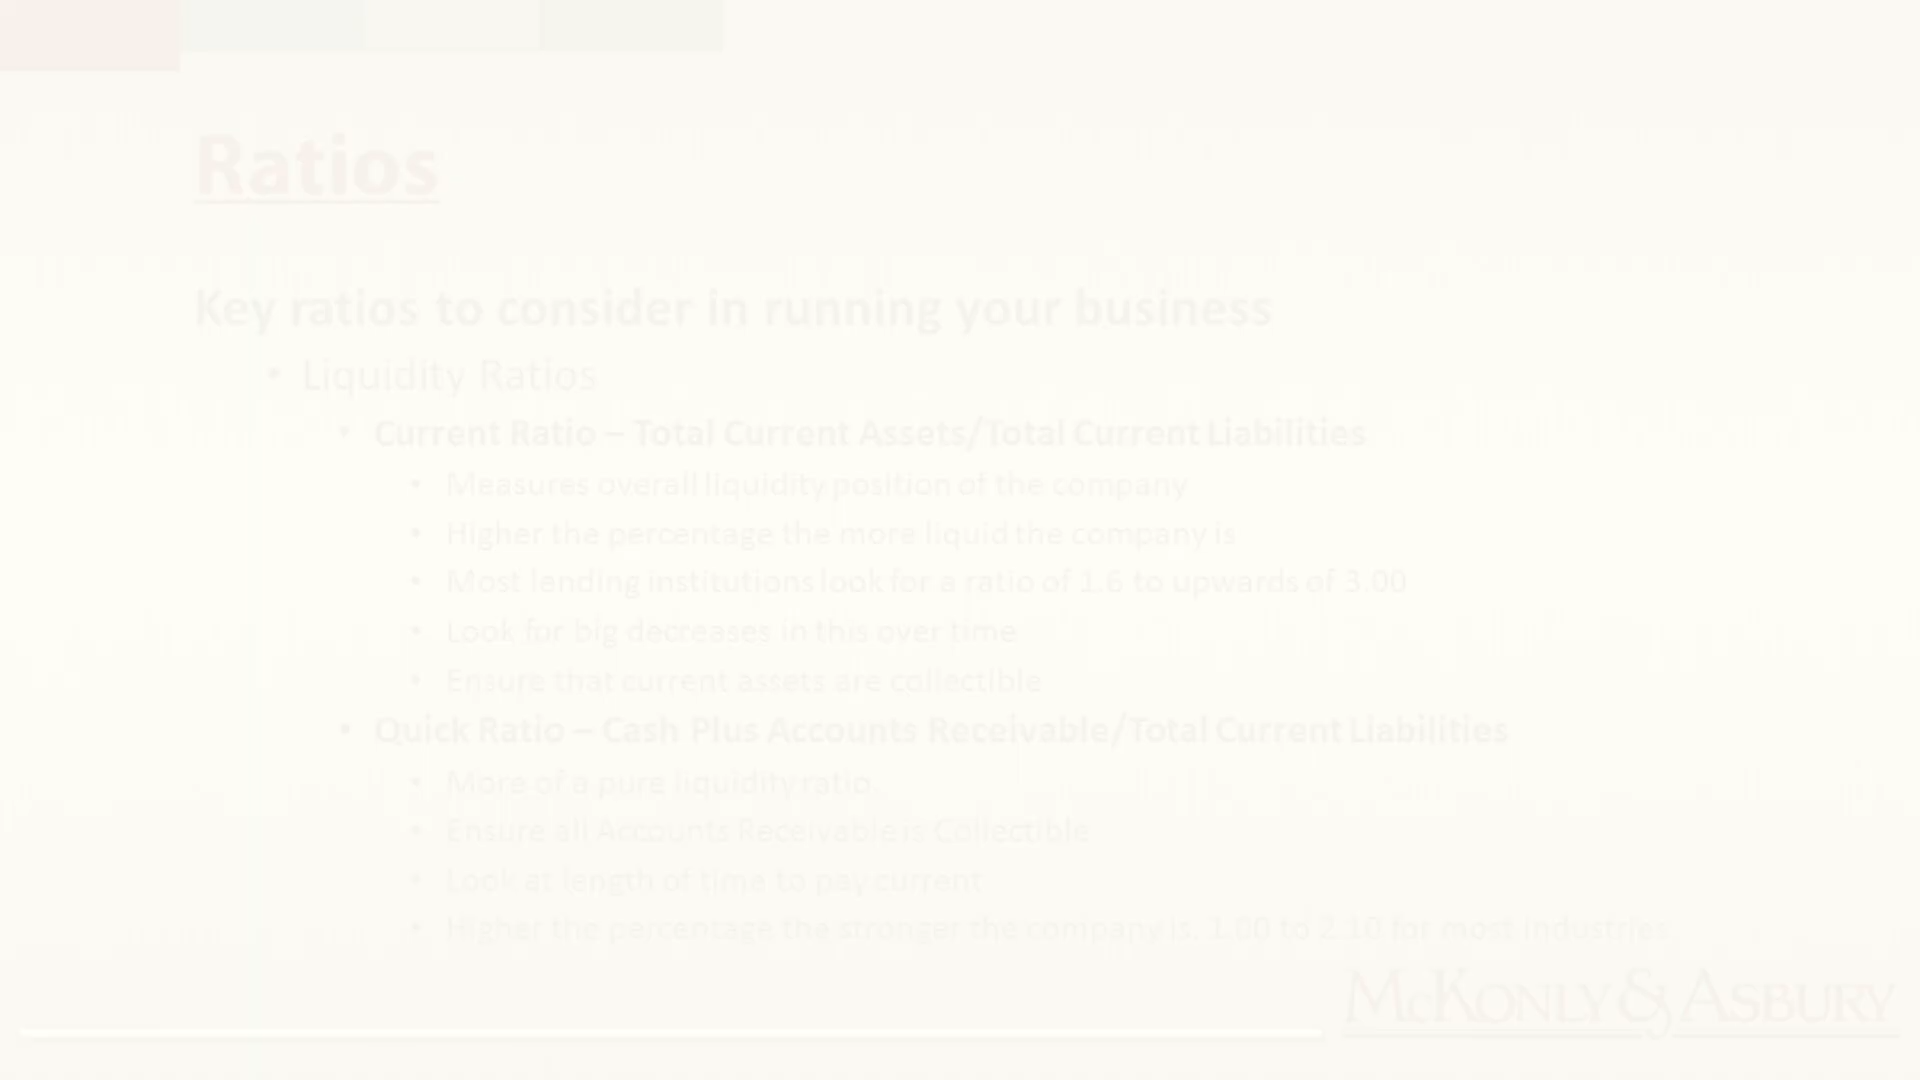 Ratios
Key ratios to consider in running your business
• Liquidity Ratios
• Current Ratio – Total Current Assets/Total Current Liabilities
• Measures overall liquidity position of the company
• Higher the percentage the more liquid the company is
• Most lending institutions look for a ratio of 1.6 to upwards of 3.00
• Look for big decreases in this over time
• Ensure that current assets are collectible
• Quick Ratio – Cash Plus Accounts Receivable/Total Current Liabilities
• More of a pure liquidity ratio.
• Ensure all Accounts Receivable is Collectible
• Look at length of time to pay current
• Higher the percentage the stronger the company is. 1.00 to 2.10 for most industries
McKonly & Asbury